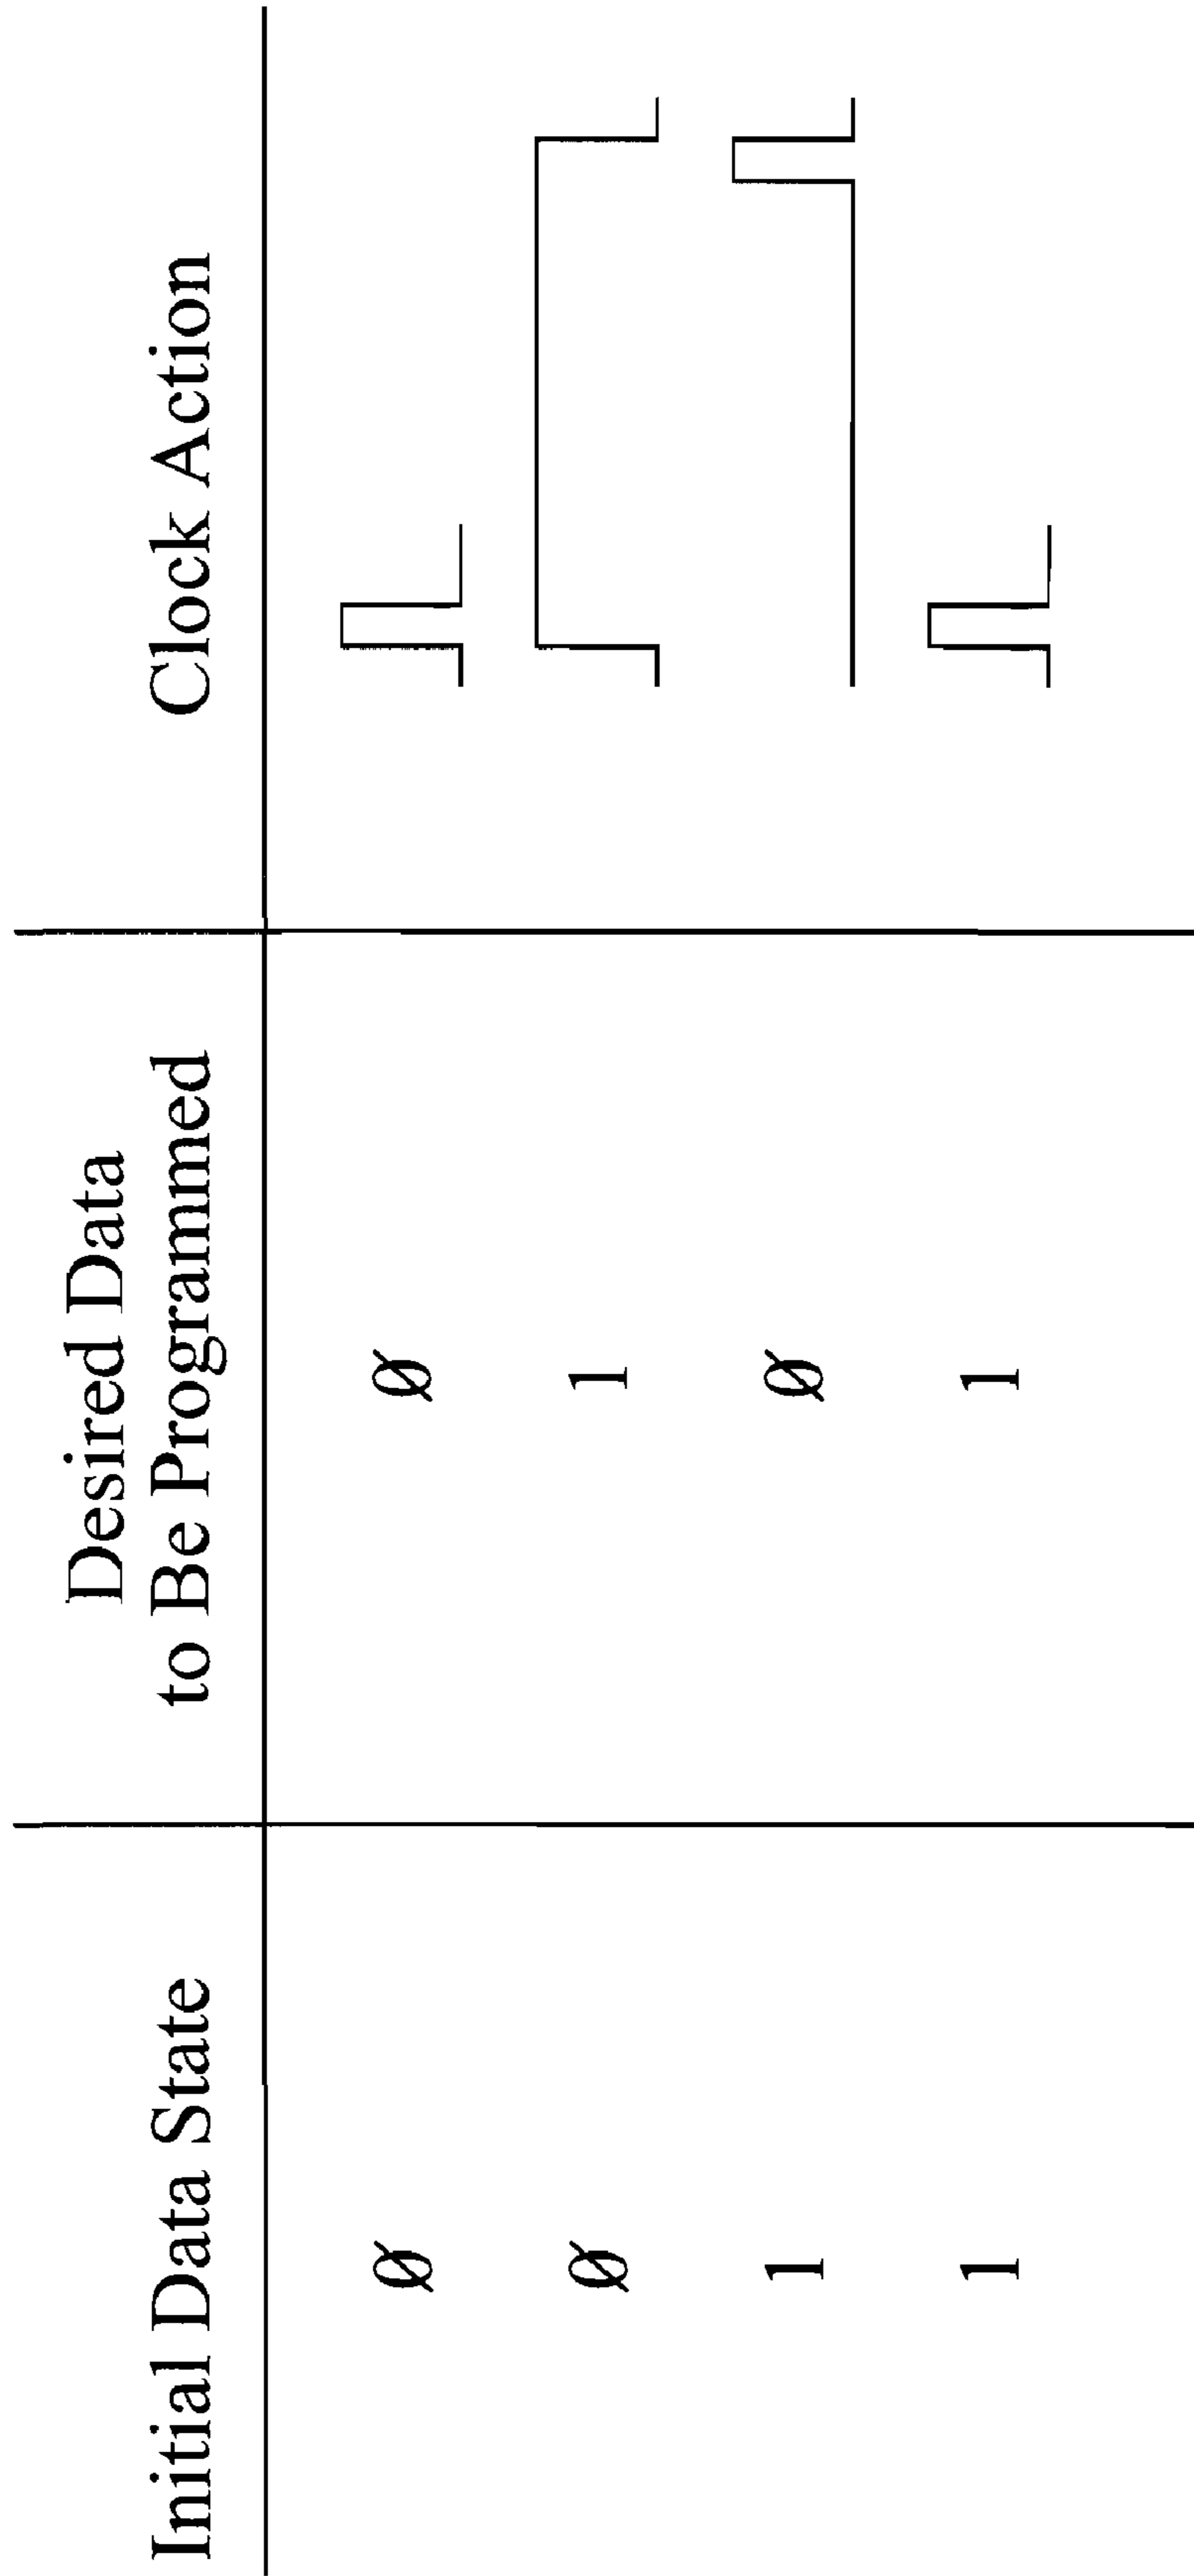 Initial Data State
Desired Data
to Be Programmed
Clock Action
Ø Ø
Ø 1
1 Ø
1 1